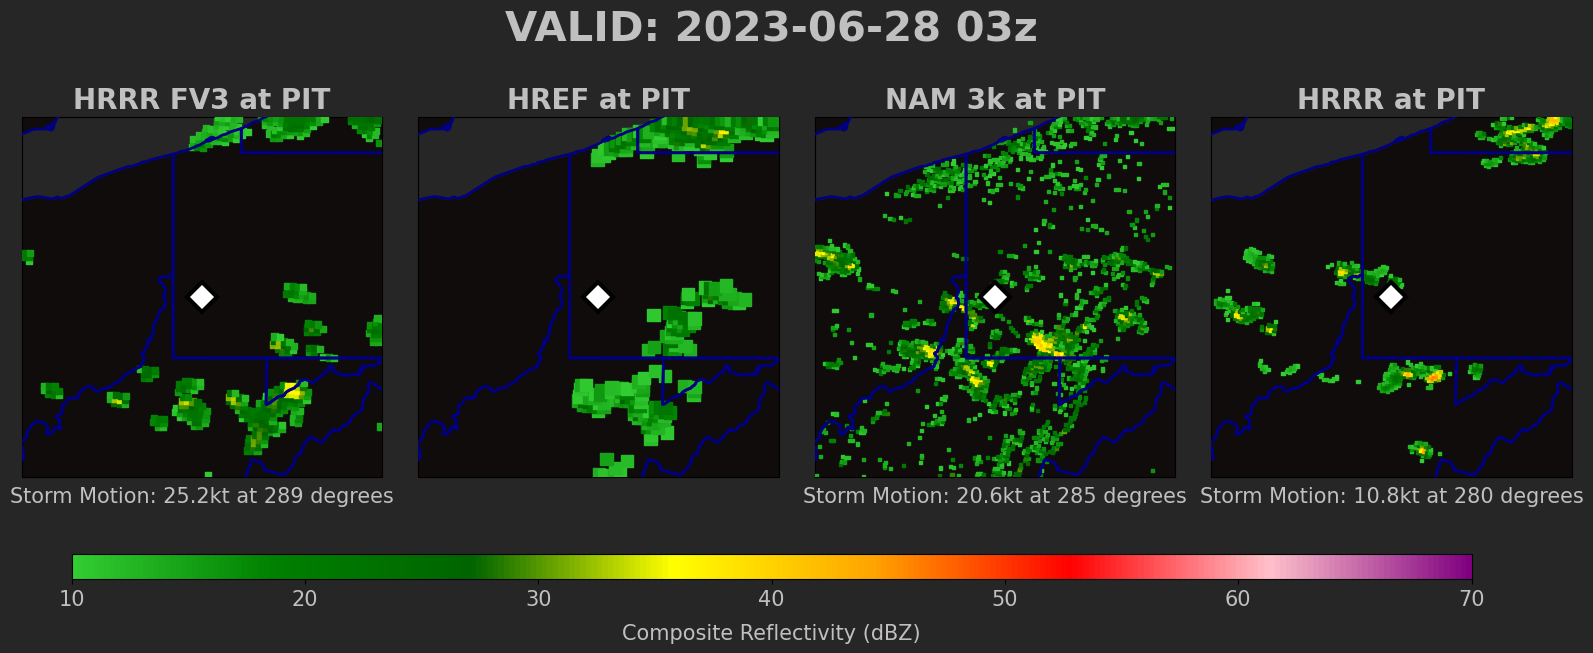 VALID: 2023-06-28 03z
HRRR FV3 at PIT
HREF at PIT
NAM 3k at PIT
HRRR at PIT
Storm Motion: 25.2kt at 289 degrees
Storm Motion: 20.6kt at 285 degrees
Storm Motion: 10.8kt at 280 degrees
10 20 30 40 50 60 70
Composite Reflectivity (dBZ)